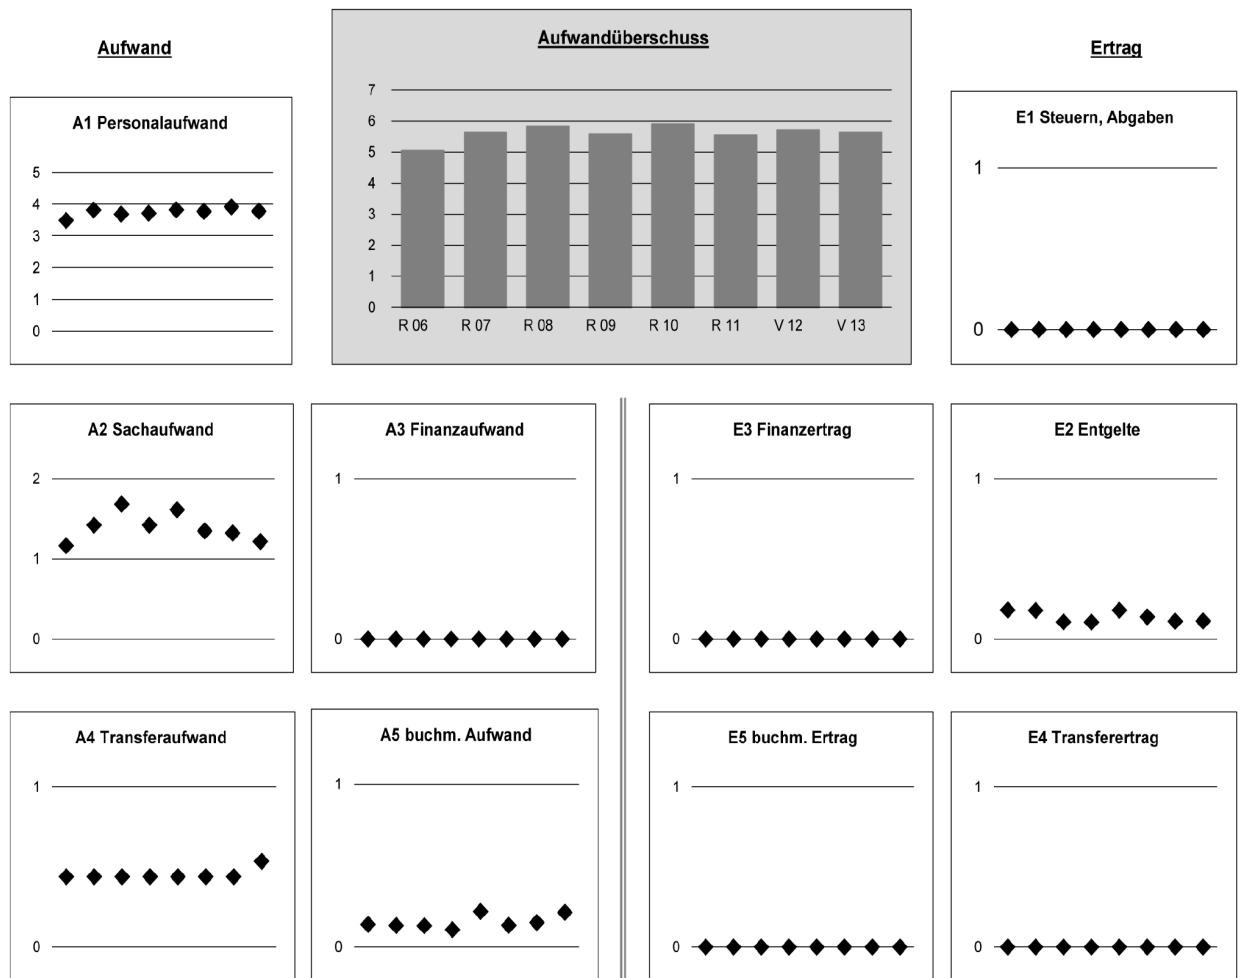 Aufwand
Aufwandüberschuss
Ertrag
A1 Personalaufwand
5
4
3
2
1
0
7
6
5
4
3
2
1
0
R 06 R 07 R 08 R 09 R 10 R 11 V 12 V 13
E1 Steuern, Abgaben
1
0
A2 Sachaufwand
2
1
0
A3 Finanzaufwand
1
0
E3 Finanzertrag
1
0
E2 Entgelte
1
0
A4 Transferaufwand
1
0
A5 buchm. Aufwand
1
0
E5 buchm. Ertrag
1
0
E4 Transferertrag
1
0